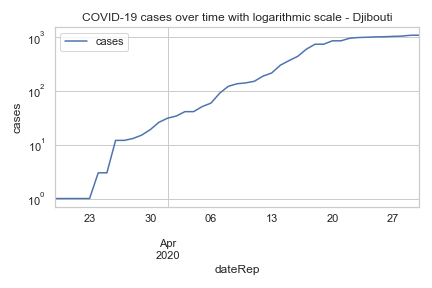 COVID-19 cases over time with logarithmic scale - Djibouti
cases
10³
10²
10¹
10⁰
cases
23 30 06 13 20 27
Apr
2020
dateRep